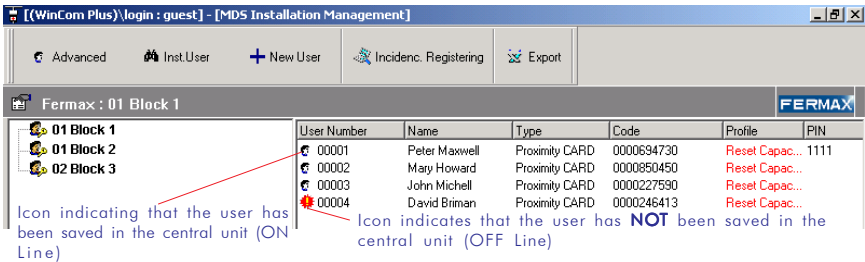 [(WinCom Plus)\login : guest] - [MDS Installation Management]
Advanced Inst.User New User Incidenc. Registering Export
Fermax : 01 Block 1 FERMAX
01 Block 1
01 Block 2
02 Block 3
User Number Name Type Code Profile PIN
00001 Peter Maxwell Proximity CARD 0000694730 Reset Capac... 1111
00002 Mary Howard Proximity CARD 0000850450 Reset Capac...
00003 John Michell Proximity CARD 0000227590 Reset Capac...
00004 David Briman Proximity CARD 0000246413 Reset Capac...
Icon indicating that the user has
been saved in the central unit (ON
Line)
Icon indicates that the user has NOT been saved in the
central unit (OFF Line)